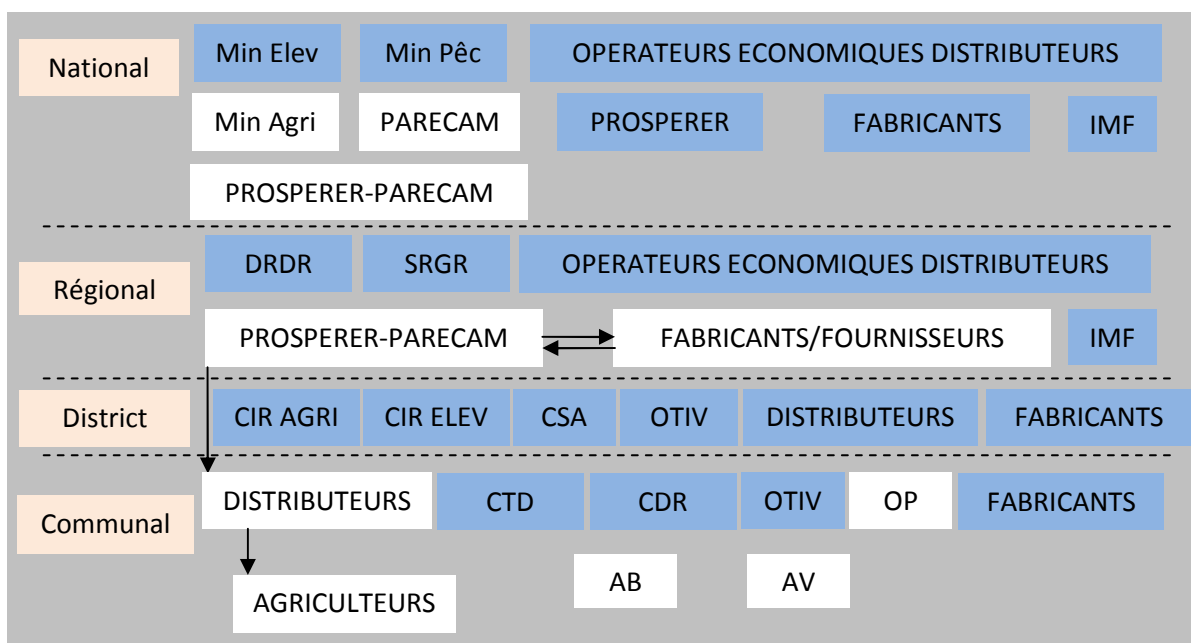 National Min Elev Min Pêc OPERATEURS ECONOMIQUES DISTRIBUTEURS
Min Agri PARECAM PROSPERER FABRICANTS IMF
PROSPERER-PARECAM
Régional DRDR SRGR OPERATEURS ECONOMIQUES DISTRIBUTEURS
PROSPERER-PARECAM FABRICANTS/FOURNISSEURS IMF
District CIR AGRI CIR ELEV CSA OTIV DISTRIBUTEURS FABRICANTS
Communal DISTRIBUTEURS CTD CDR OTIV OP FABRICANTS
AGRICULTEURS AB AV